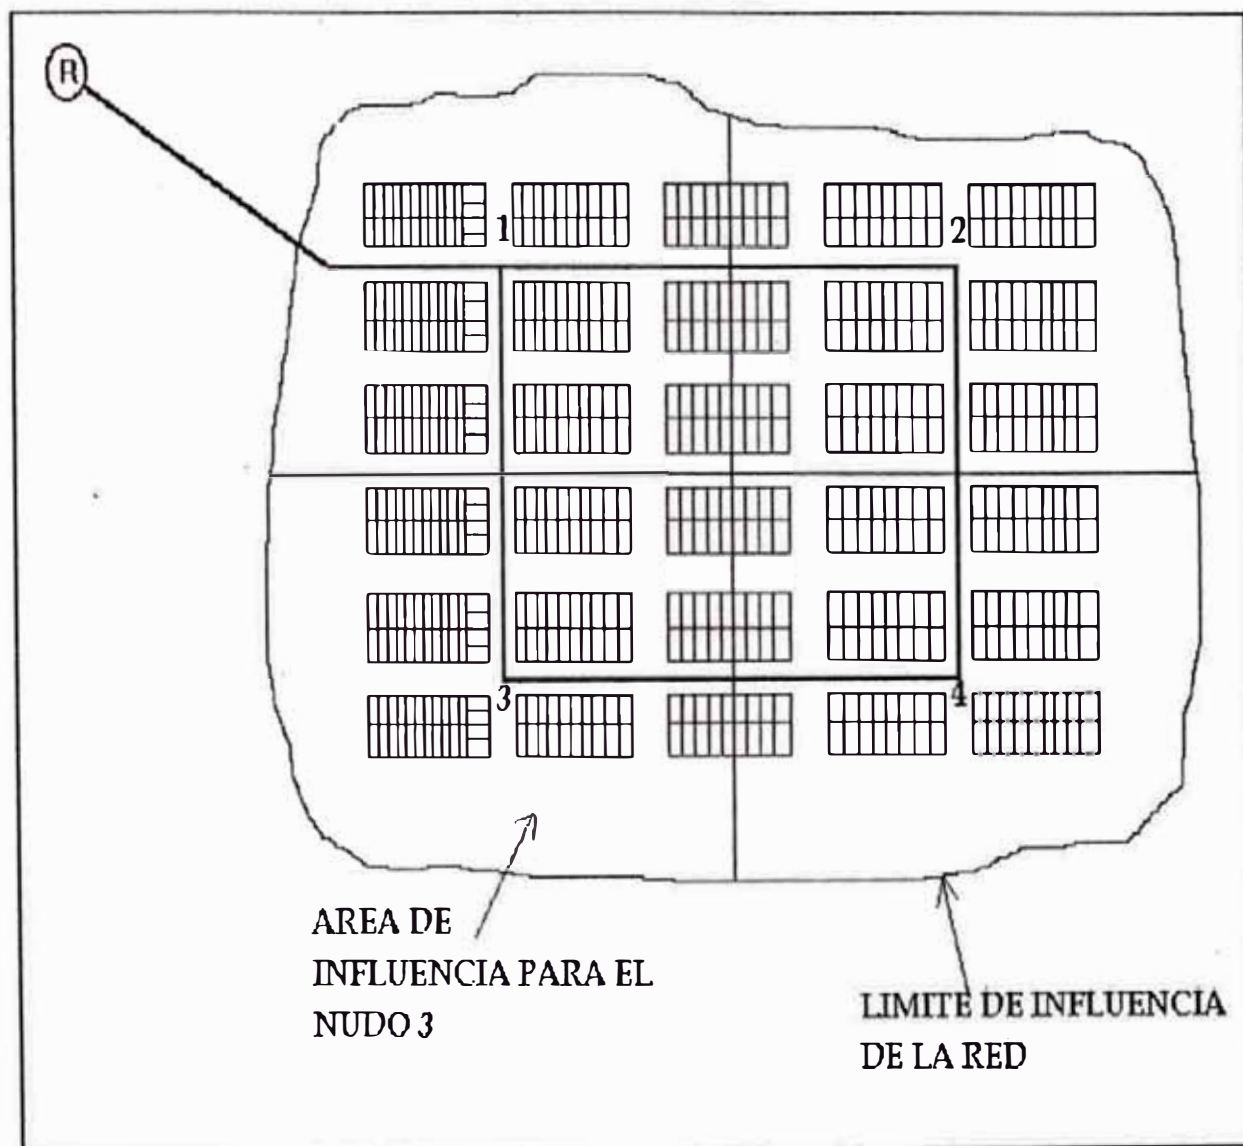 R
1
2
3
4
AREA DE
INFLUENCIA PARA EL
NUDO 3
LIMITE DE INFLUENCIA
DE LA RED